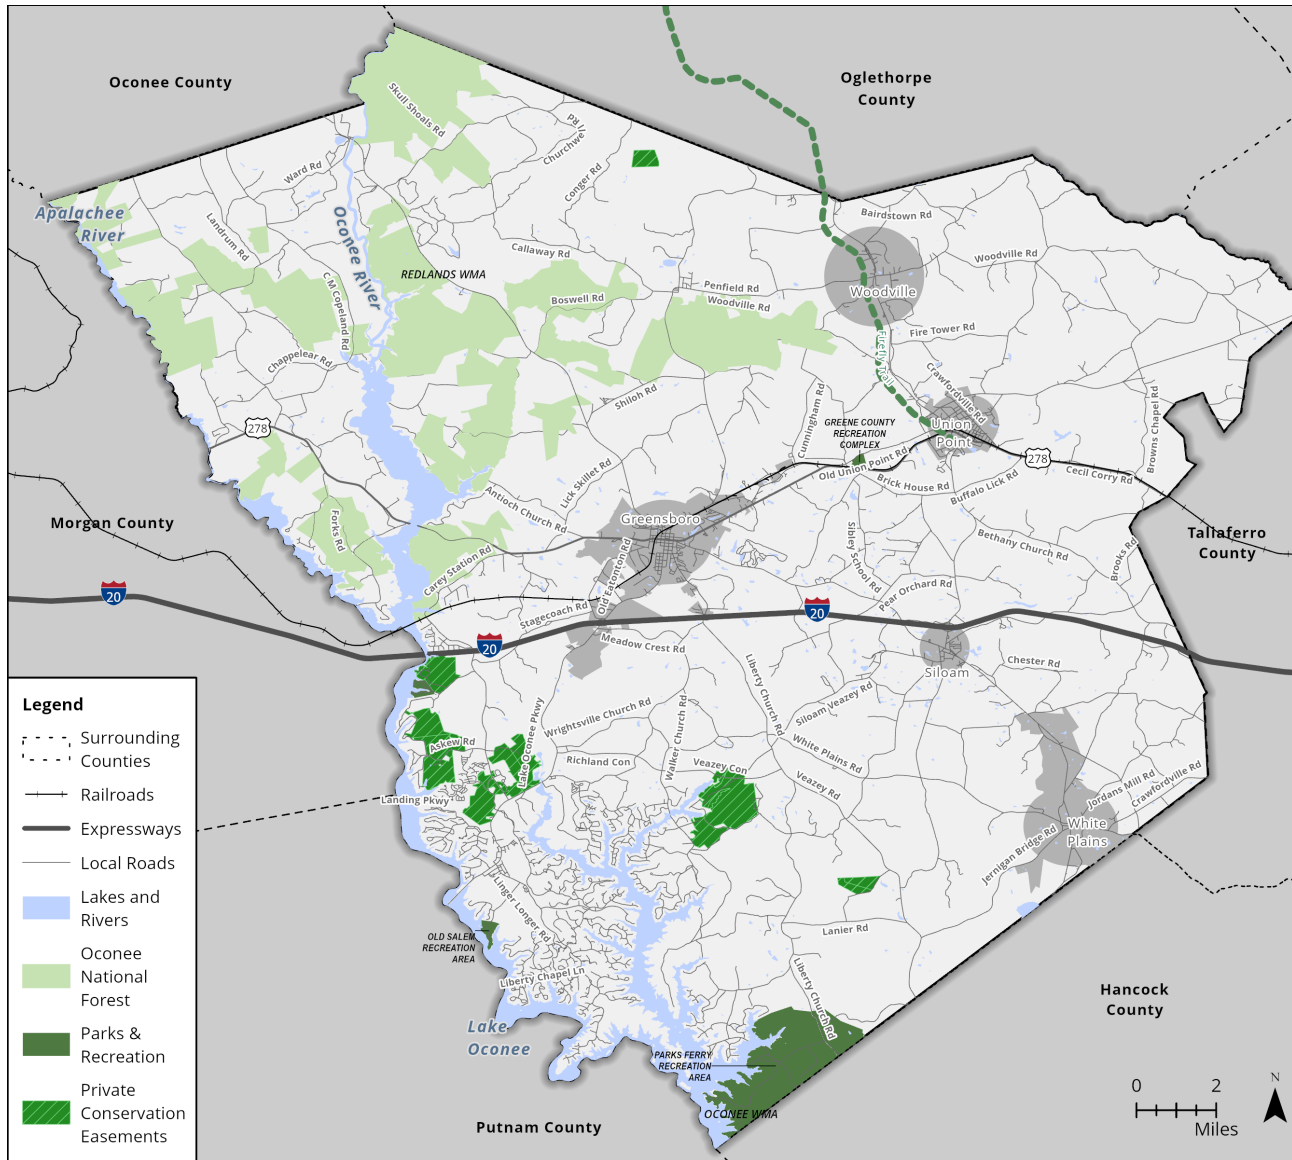 Oconee County
Oglethorpe
County
Skull Shoals Rd
Churchwe
ll Rd
Conger Rd
Ward Rd
Apalachee
River
Landrum Rd
Oconee River
Bairdstown Rd
Callaway Rd
Woodville Rd
REDLANDS WMA
C M Copeland Rd
Boswell Rd
Penfield Rd
Woodville Rd
Woodville
Fire Tower Rd
Firefly Trail
Chappelear Rd
Shiloh Rd
Crawfordville Rd
Cunningham Rd
Browns Chapel Rd
GREENE COUNTY
RECREATION
COMPLEX
Union
Point
278
278
Old Union Point Rd
Cecil Corry Rd
Lick Skillet Rd
Brick House Rd
Buffalo Lick Rd
Antioch Church Rd
Greensboro
Morgan County
Forks Rd
Sibley School Rd
Bethany Church Rd
Brooks Rd
Taliaferro
County
Carey Station Rd
Old Eatonton Rd
Pear Orchard Rd
20
20
20
Stagecoach Rd
Meadow Crest Rd
Siloam
Chester Rd
Liberty Church Rd
Siloam Veazey Rd
Lake Oconee Pkwy
Wrightsville Church Rd
Walker Church Rd
White Plains Rd
Askew Rd
Richland Con
Veazey Con
Veazey Rd
Jordans Mill Rd
Crawfordville Rd
Landing Pkwy
White
Plains
Jernigan Bridge Rd
Linger Longer Rd
Lanier Rd
OLD SALEM
RECREATION
AREA
Liberty Chapel Ln
Liberty Church Rd
Hancock
County
Lake
Oconee
PARKS FERRY
RECREATION
AREA
OCONEE WMA
Putnam County
Legend
Surrounding
Counties
Railroads
Expressways
Local Roads
Lakes and
Rivers
Oconee
National
Forest
Parks &
Recreation
Private
Conservation
Easements
0 2
Miles
N